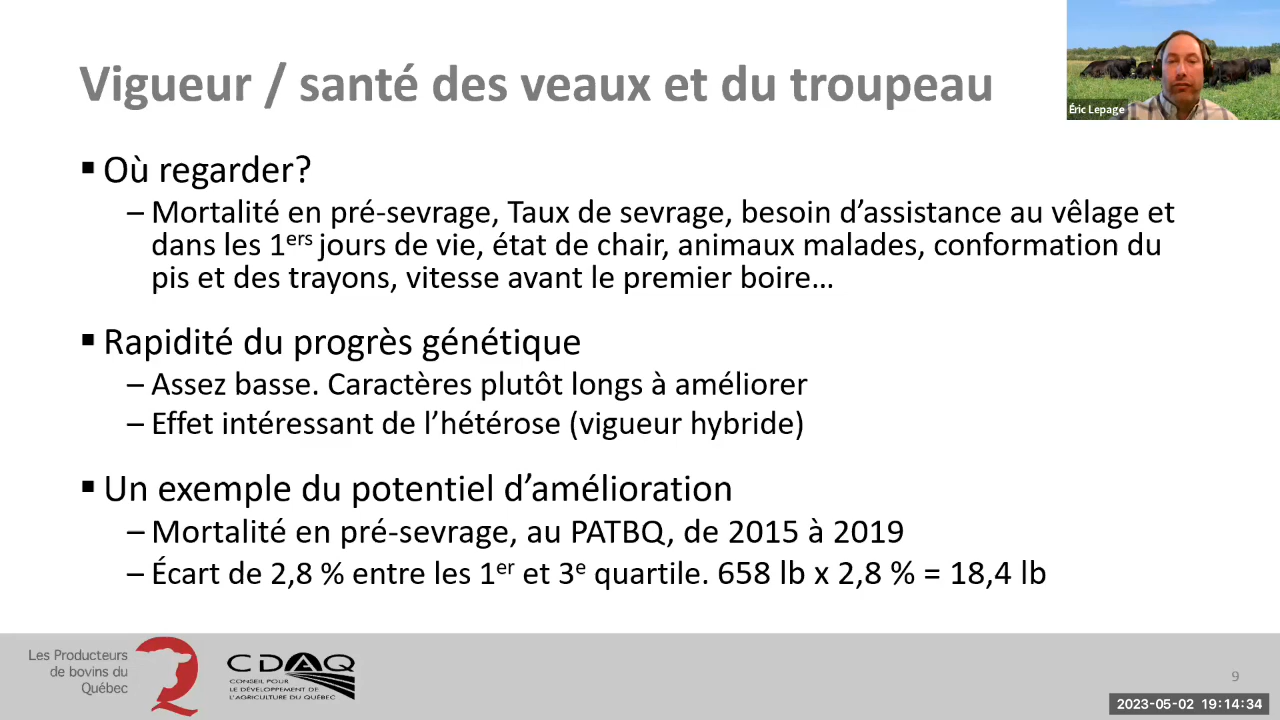 Vigueur / santé des veaux et du troupeau
Éric Lepage
▪ Où regarder?
– Mortalité en pré-sevrage, Taux de sevrage, besoin d’assistance au vêlage et
dans les 1ers jours de vie, état de chair, animaux malades, conformation du
pis et des trayons, vitesse avant le premier boire…
▪ Rapidité du progrès génétique
– Assez basse. Caractères plutôt longs à améliorer
– Effet intéressant de l’hétérose (vigueur hybride)
▪ Un exemple du potentiel d’amélioration
– Mortalité en pré-sevrage, au PATBQ, de 2015 à 2019
– Écart de 2,8 % entre les 1er et 3e quartile. 658 lb x 2,8 % = 18,4 lb
Les Producteurs
de bovins du
Québec
CDAQ
CONSEIL POUR
LE DÉVELOPPEMENT DE
L'AGRICULTURE DU QUÉBEC
9
2023-05-02 19:14:34